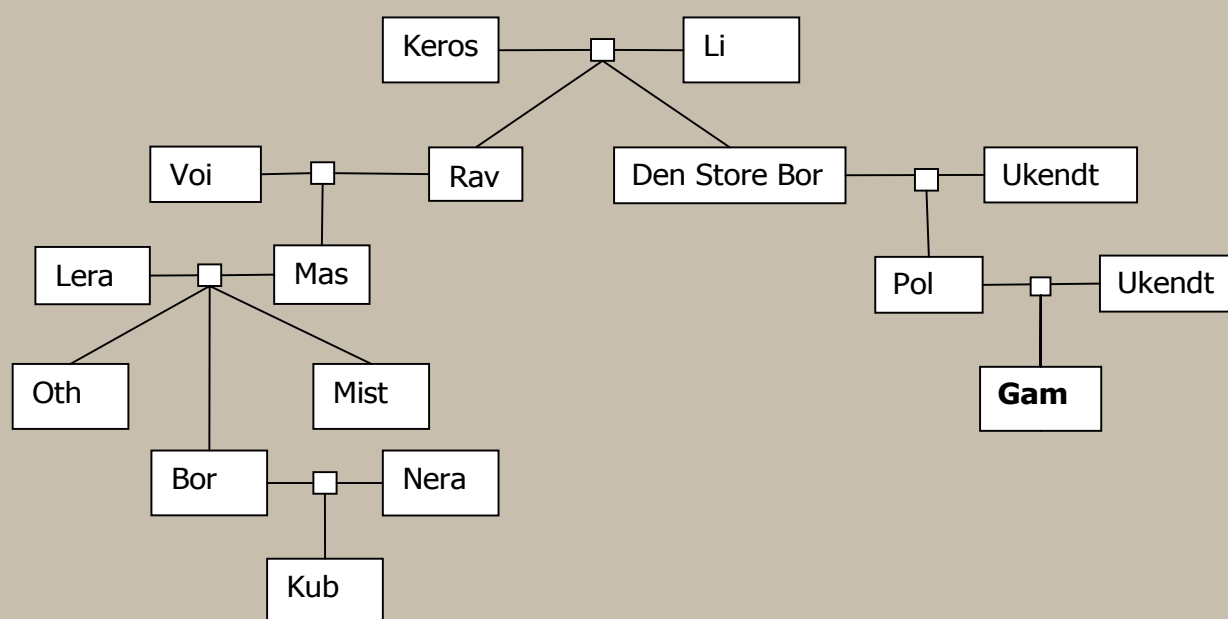 Keros
Li
Voi
Rav
Den Store Bor
Ukendt
Lera
Mas
Pol
Ukendt
Oth
Mist
Gam
Bor
Nera
Kub